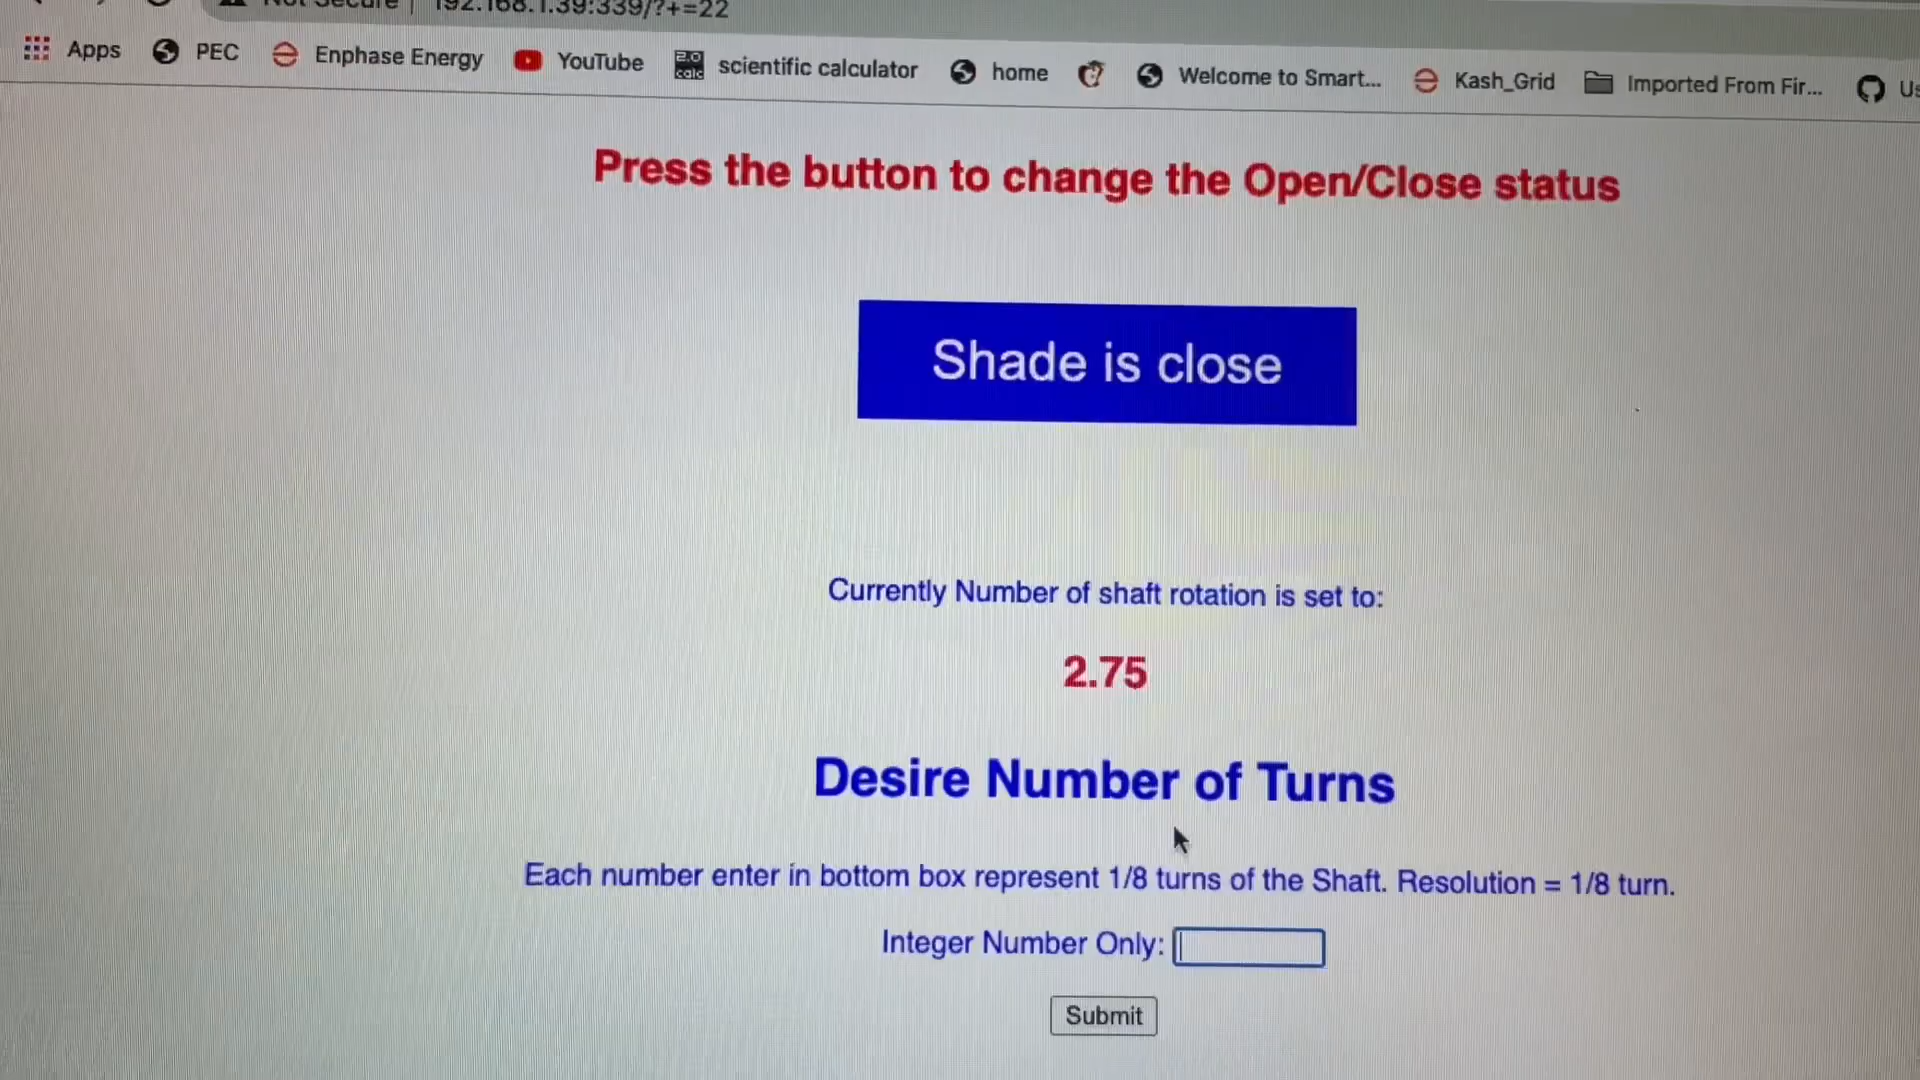 192.168.1.39:339/?+=22
Apps PEC Enphase Energy YouTube 2.0 calc scientific calculator home Welcome to Smart... Kash_Grid Imported From Fir...
Press the button to change the Open/Close status
Shade is close
Currently Number of shaft rotation is set to:
2.75
Desire Number of Turns
Each number enter in bottom box represent 1/8 turns of the Shaft. Resolution = 1/8 turn.
Integer Number Only:
Submit